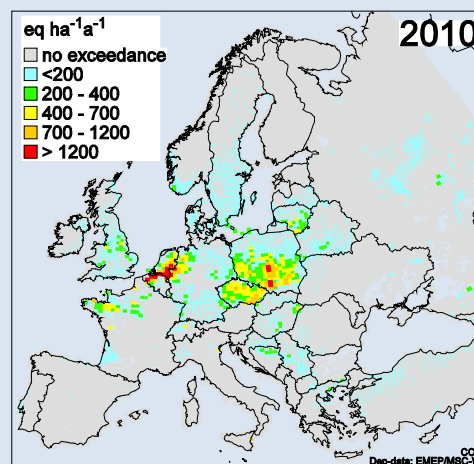 eq ha⁻¹a⁻¹
2010
no exceedance
<200
200 - 400
400 - 700
700 - 1200
> 1200
Dep-data: EMEP/MSC-